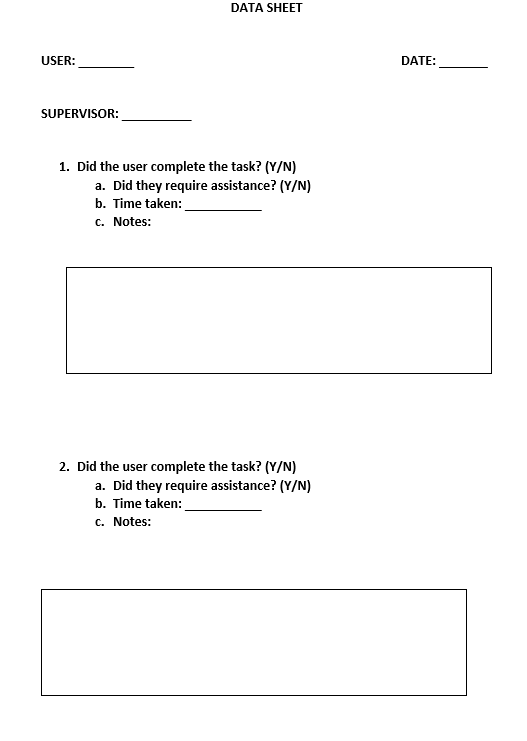 DATA SHEET
USER: ________ DATE: _______
SUPERVISOR: __________
1. Did the user complete the task? (Y/N)
a. Did they require assistance? (Y/N)
b. Time taken: ___________
c. Notes:
2. Did the user complete the task? (Y/N)
a. Did they require assistance? (Y/N)
b. Time taken: ___________
c. Notes: